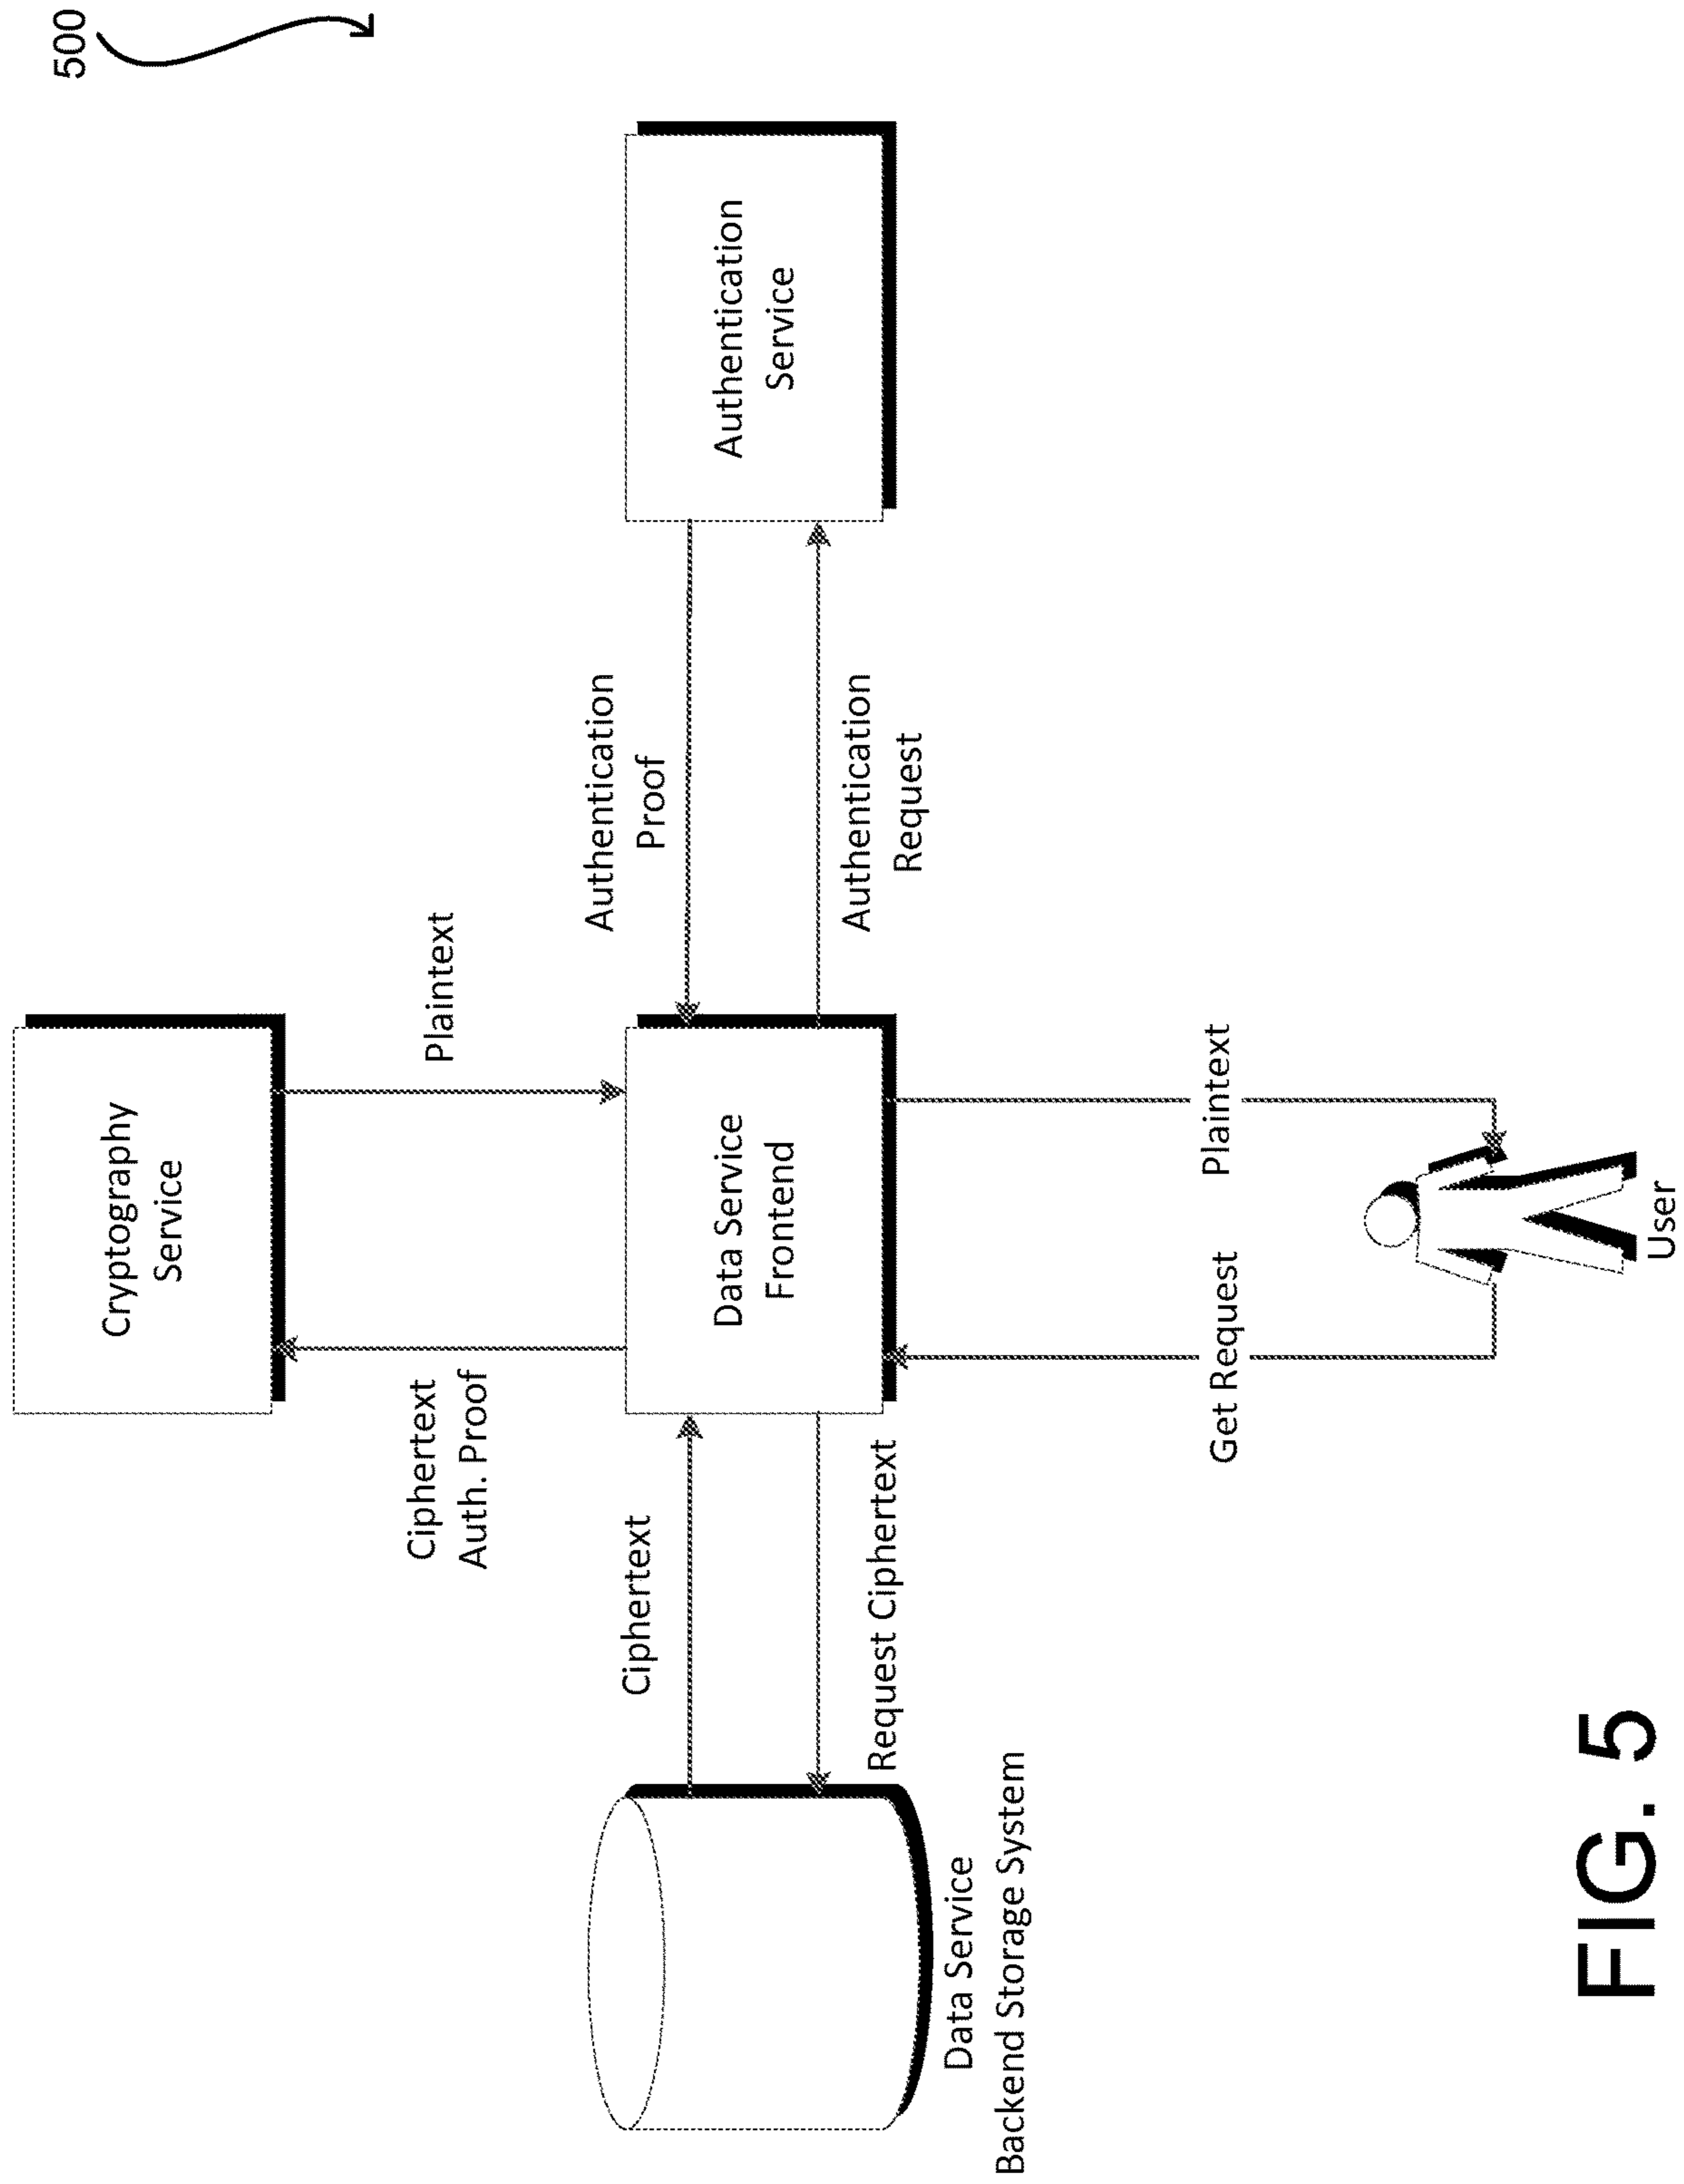 500
Cryptography
Service
Ciphertext
Auth. Proof
Plaintext
Ciphertext
Authentication
Proof
Data Service
Frontend
Authentication
Service
Request Ciphertext
Authentication
Request
Data Service
Backend Storage System
Get Request
Plaintext
User
FIG. 5